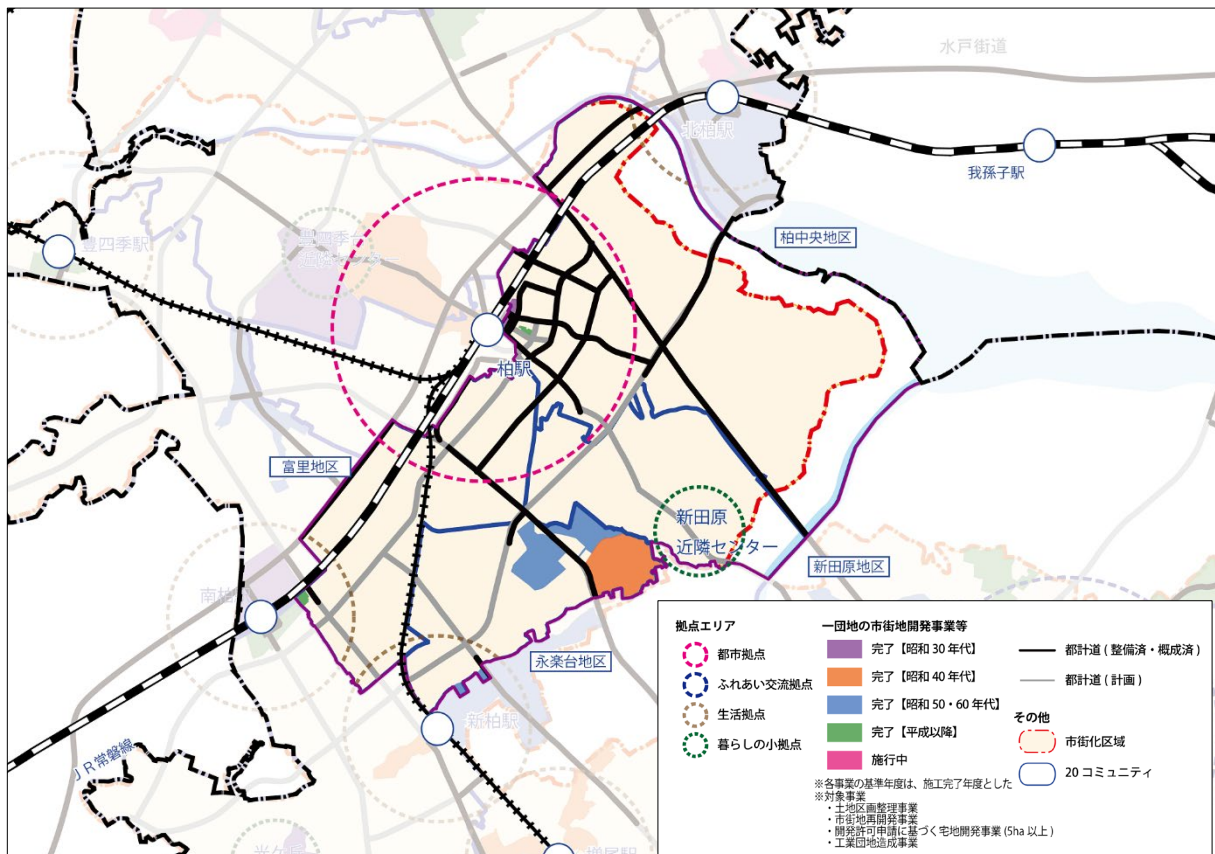 水戸街道
北柏駅
我孫子駅
豊四季駅
柏中央地区
柏駅
富里地区
新田原
近隣センター
新田原地区
永楽台地区
新柏駅
JR常磐線
増尾駅
拠点エリア
都市拠点
ふれあい交流拠点
生活拠点
暮らしの小拠点
一団地の市街地開発事業等
完了【昭和30年代】
完了【昭和40年代】
完了【昭和50・60年代】
完了【平成以降】
施行中
※各事業の基準年度は、施工完了年度とした
※対象事業
・土地区画整理事業
・市街地再開発事業
・開発許可申請に基づく宅地開発事業(5ha以上)
・工業団地造成事業
都計道(整備済・概成済)
都計道(計画)
その他
市街化区域
20コミュニティ